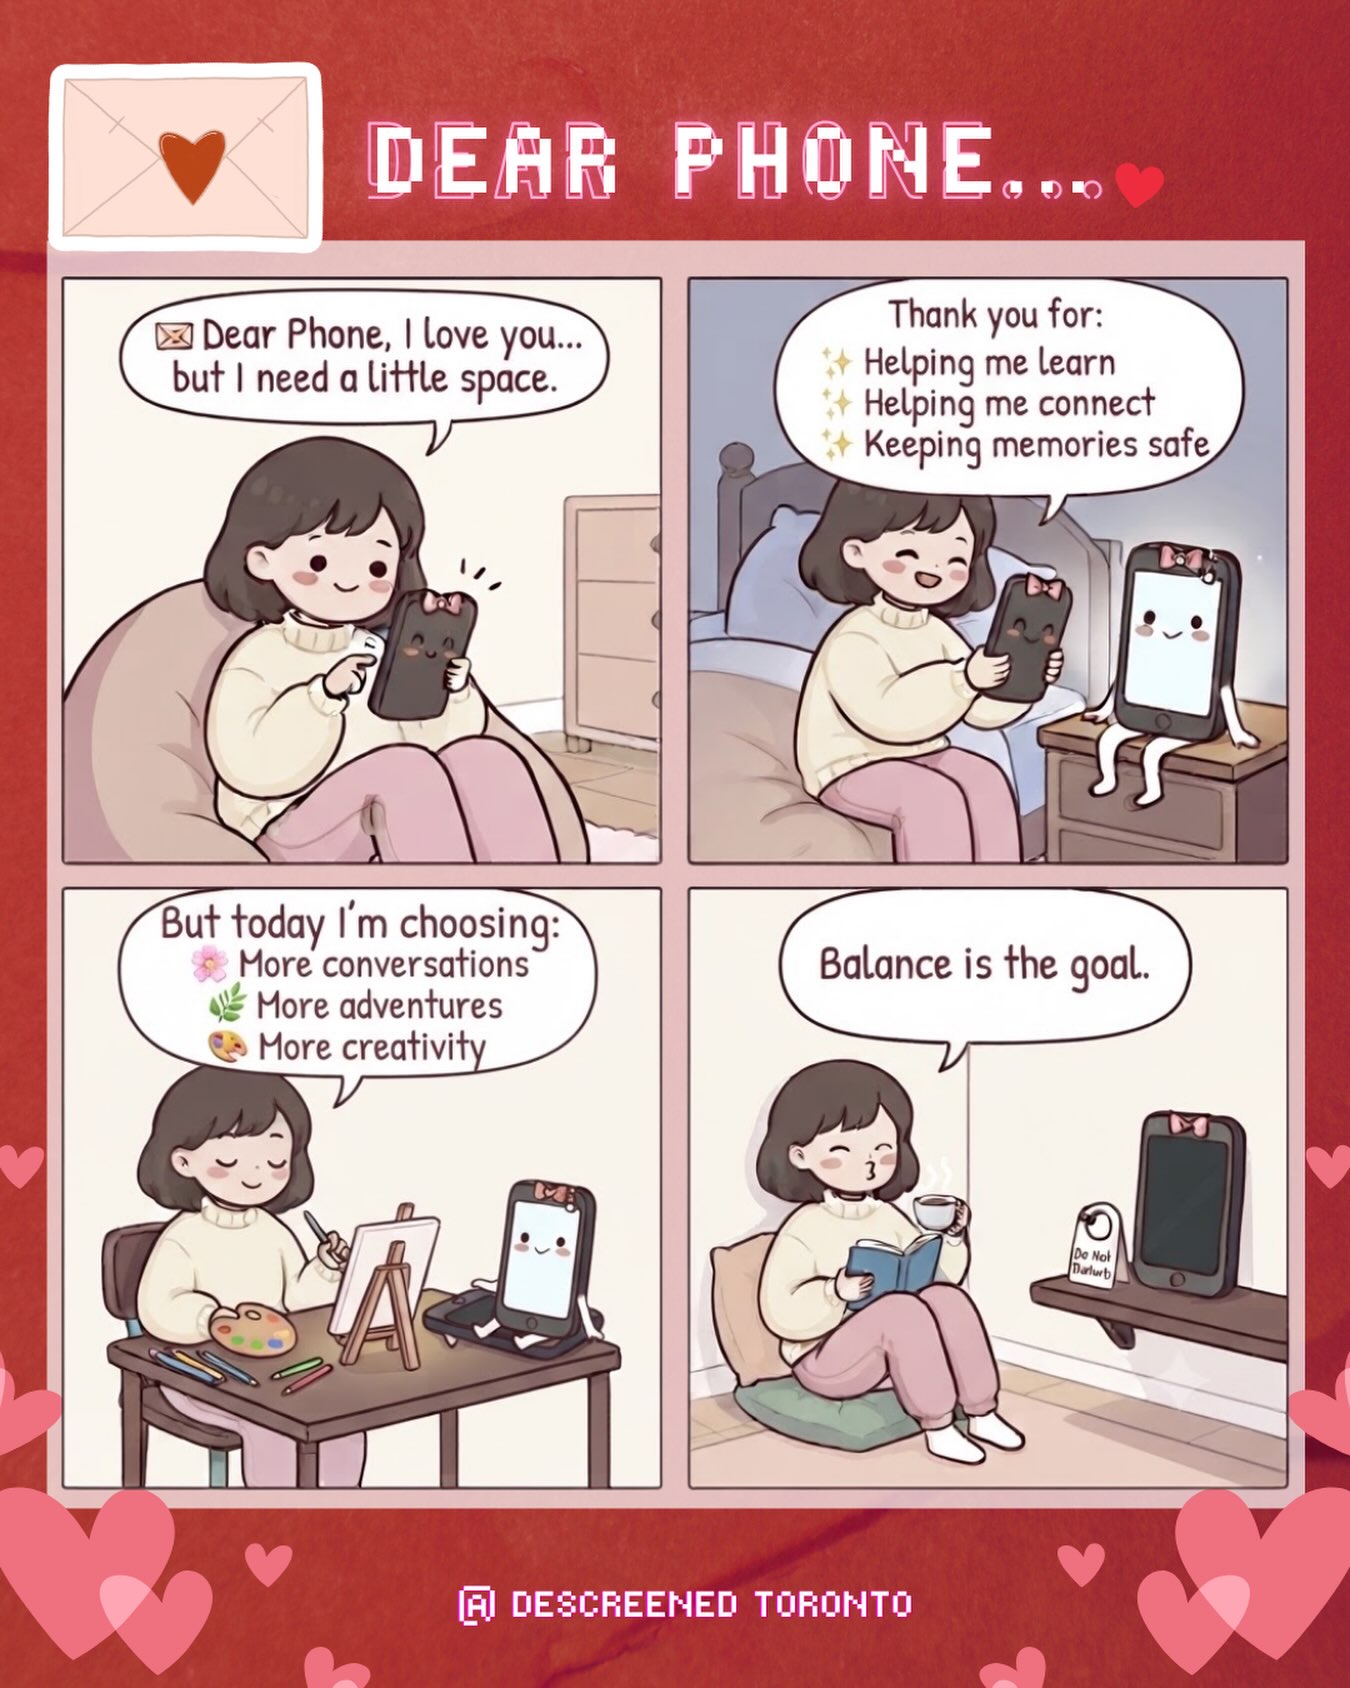 DEAR PHONE...
Dear Phone, I love you...
but I need a little space.
Thank you for:
Helping me learn
Helping me connect
Keeping memories safe
But today I'm choosing:
More conversations
More adventures
More creativity
Balance is the goal.
Do Not
@ DESCREENED TORONTO